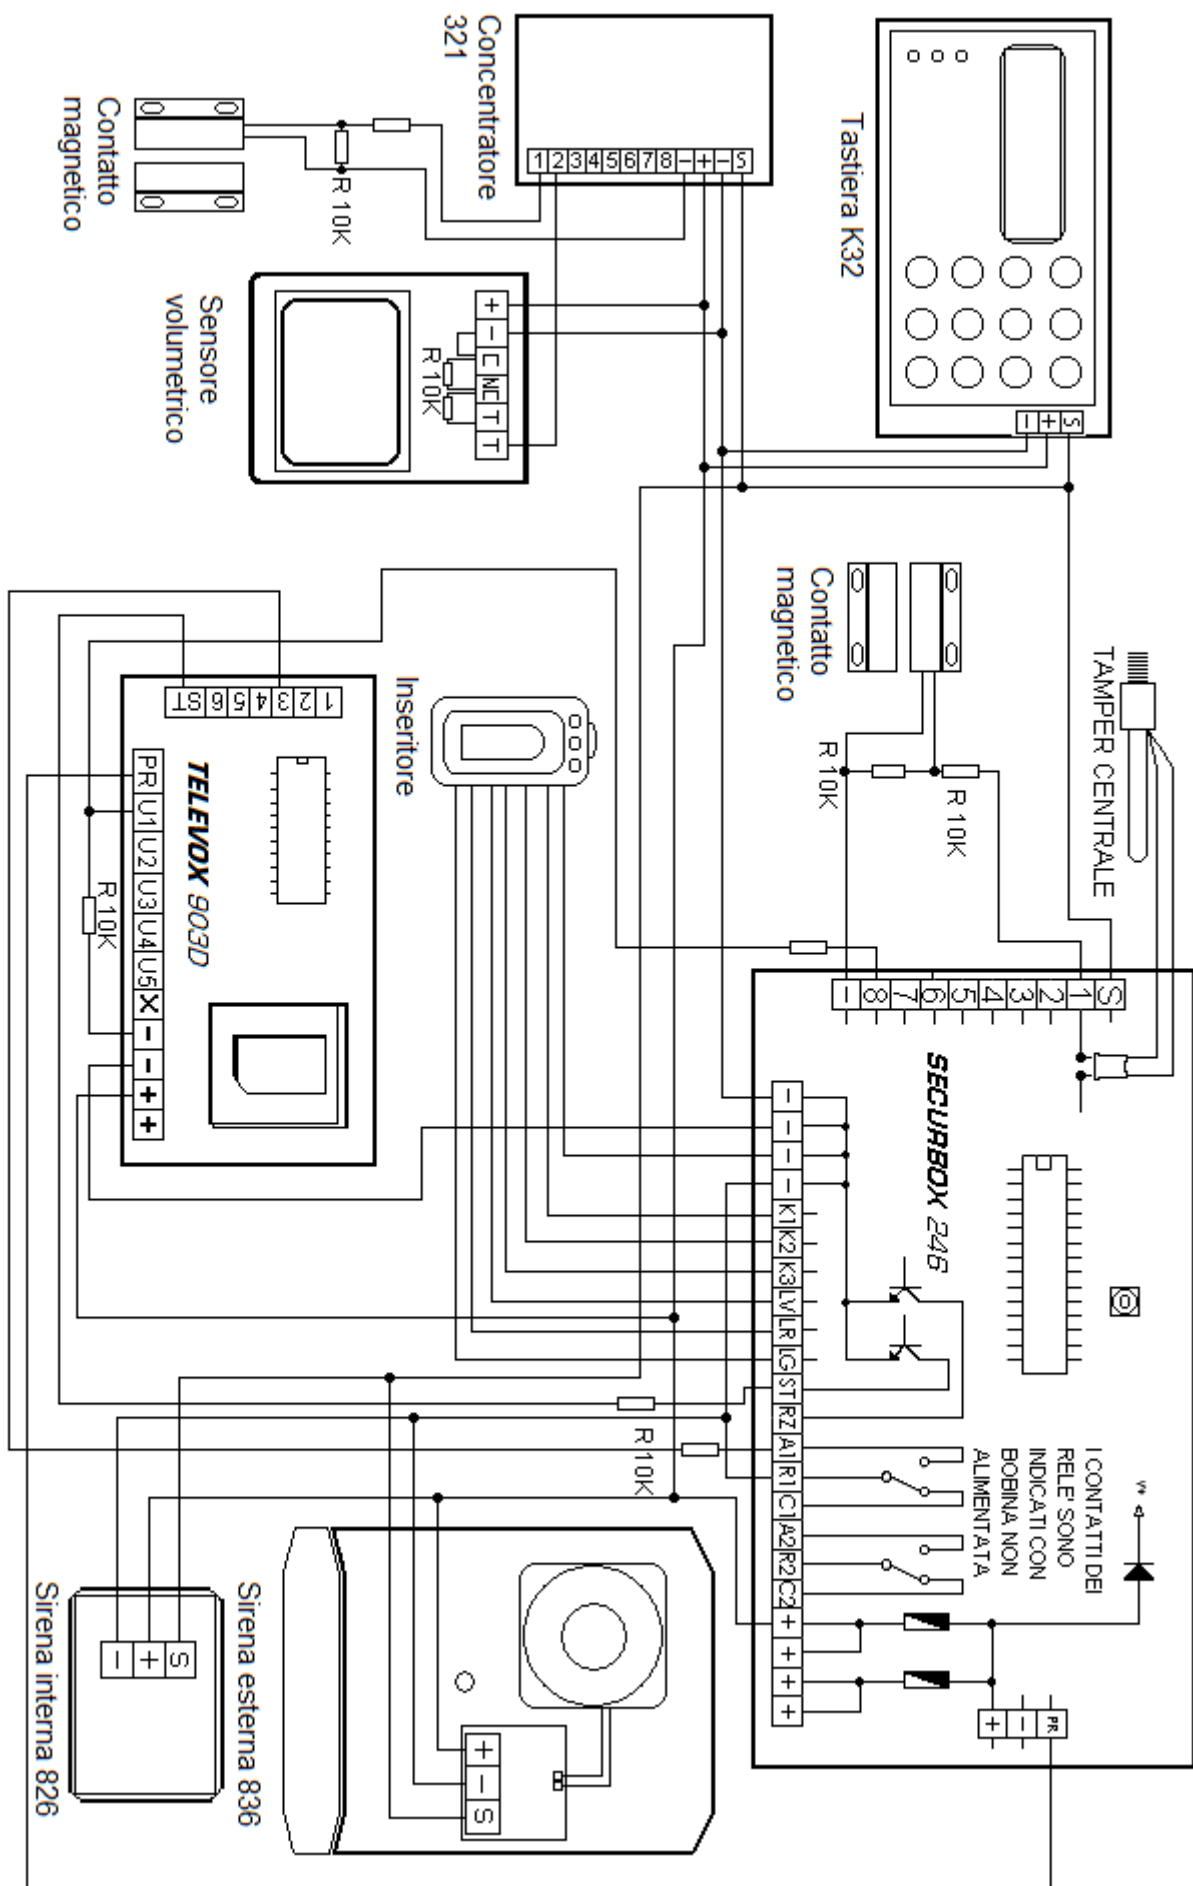 Concentratore
321
1 2 3 4 5 6 7 8 - + - S
Tastiera K32
- + S
Contatto
magnetico
R 10K
Sensore
volumetrico
+ - C NC T T
R 10K
Contatto
magnetico
R 10K
R 10K
TAMPER CENTRALE
Inseritore
TELEVOX 903D
1 2 3 4 5 6 ST
PR U1 U2 U3 U4 U5 X - - + +
R 10K
SECURBOX 246
- 8 7 6 5 4 3 2 1 S
- - - - K1 K2 K3 LV LR LG ST RZ A1 R1 C1 A2 R2 C2 + + + +
I CONTATTI DEI
RELE' SONO
INDICATI CON
BOBINA NON
ALIMENTATA
V+
+ - PR
R 10K
Sirena esterna 836
+ - S
Sirena interna 826
- + S